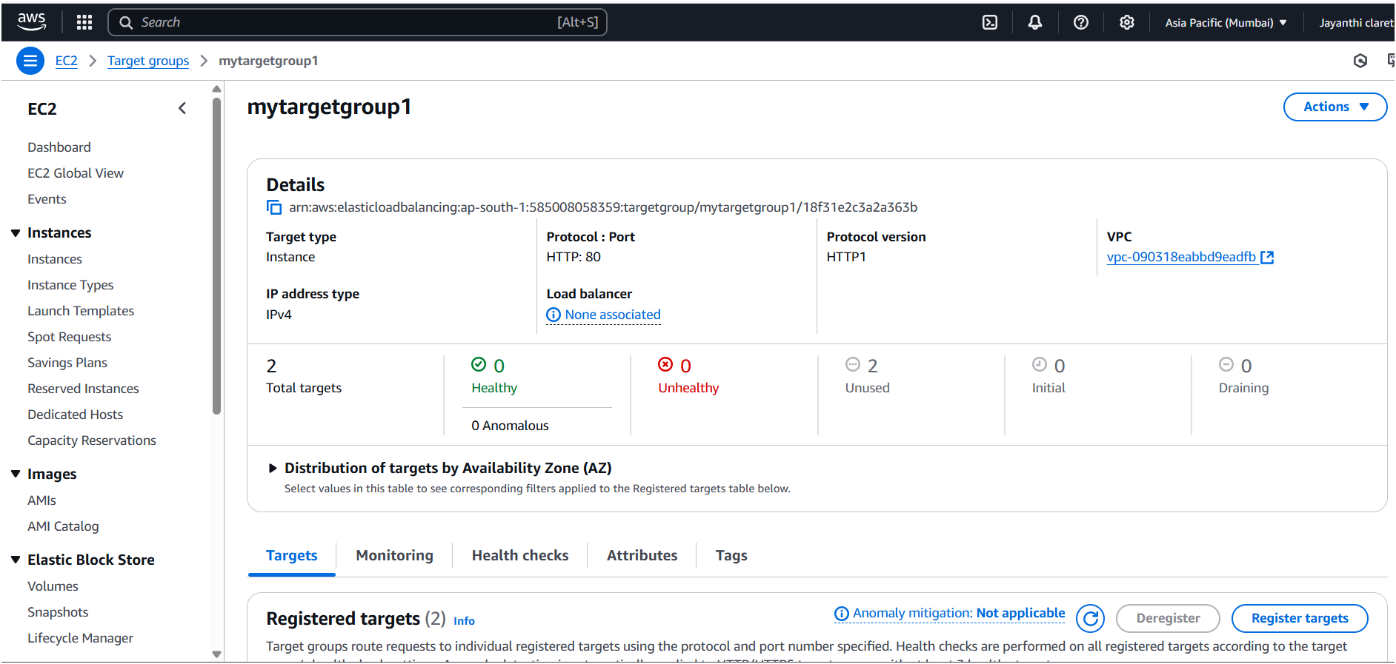 aws
Search [Alt+S]
Asia Pacific (Mumbai)
Jayanthi claret
EC2 Target groups mytargetgroup1
EC2
Dashboard
EC2 Global View
Events
Instances
Instances
Instance Types
Launch Templates
Spot Requests
Savings Plans
Reserved Instances
Dedicated Hosts
Capacity Reservations
Images
AMIs
AMI Catalog
Elastic Block Store
Volumes
Snapshots
Lifecycle Manager
mytargetgroup1
Actions
Details
arn:aws:elasticloadbalancing:ap-south-1:585008058359:targetgroup/mytargetgroup1/18f31e2c3a2a363b
Target type
Instance
Protocol : Port
HTTP: 80
Protocol version
HTTP1
VPC
vpc-090318eabbd9eadfb
IP address type
IPv4
Load balancer
None associated
2
Total targets
0
Healthy
0 Anomalous
0
Unhealthy
2
Unused
0
Initial
0
Draining
Distribution of targets by Availability Zone (AZ)
Select values in this table to see corresponding filters applied to the Registered targets table below.
Targets Monitoring Health checks Attributes Tags
Registered targets (2) Info
Anomaly mitigation: Not applicable
Deregister
Register targets
Target groups route requests to individual registered targets using the protocol and port number specified. Health checks are performed on all registered targets according to the target